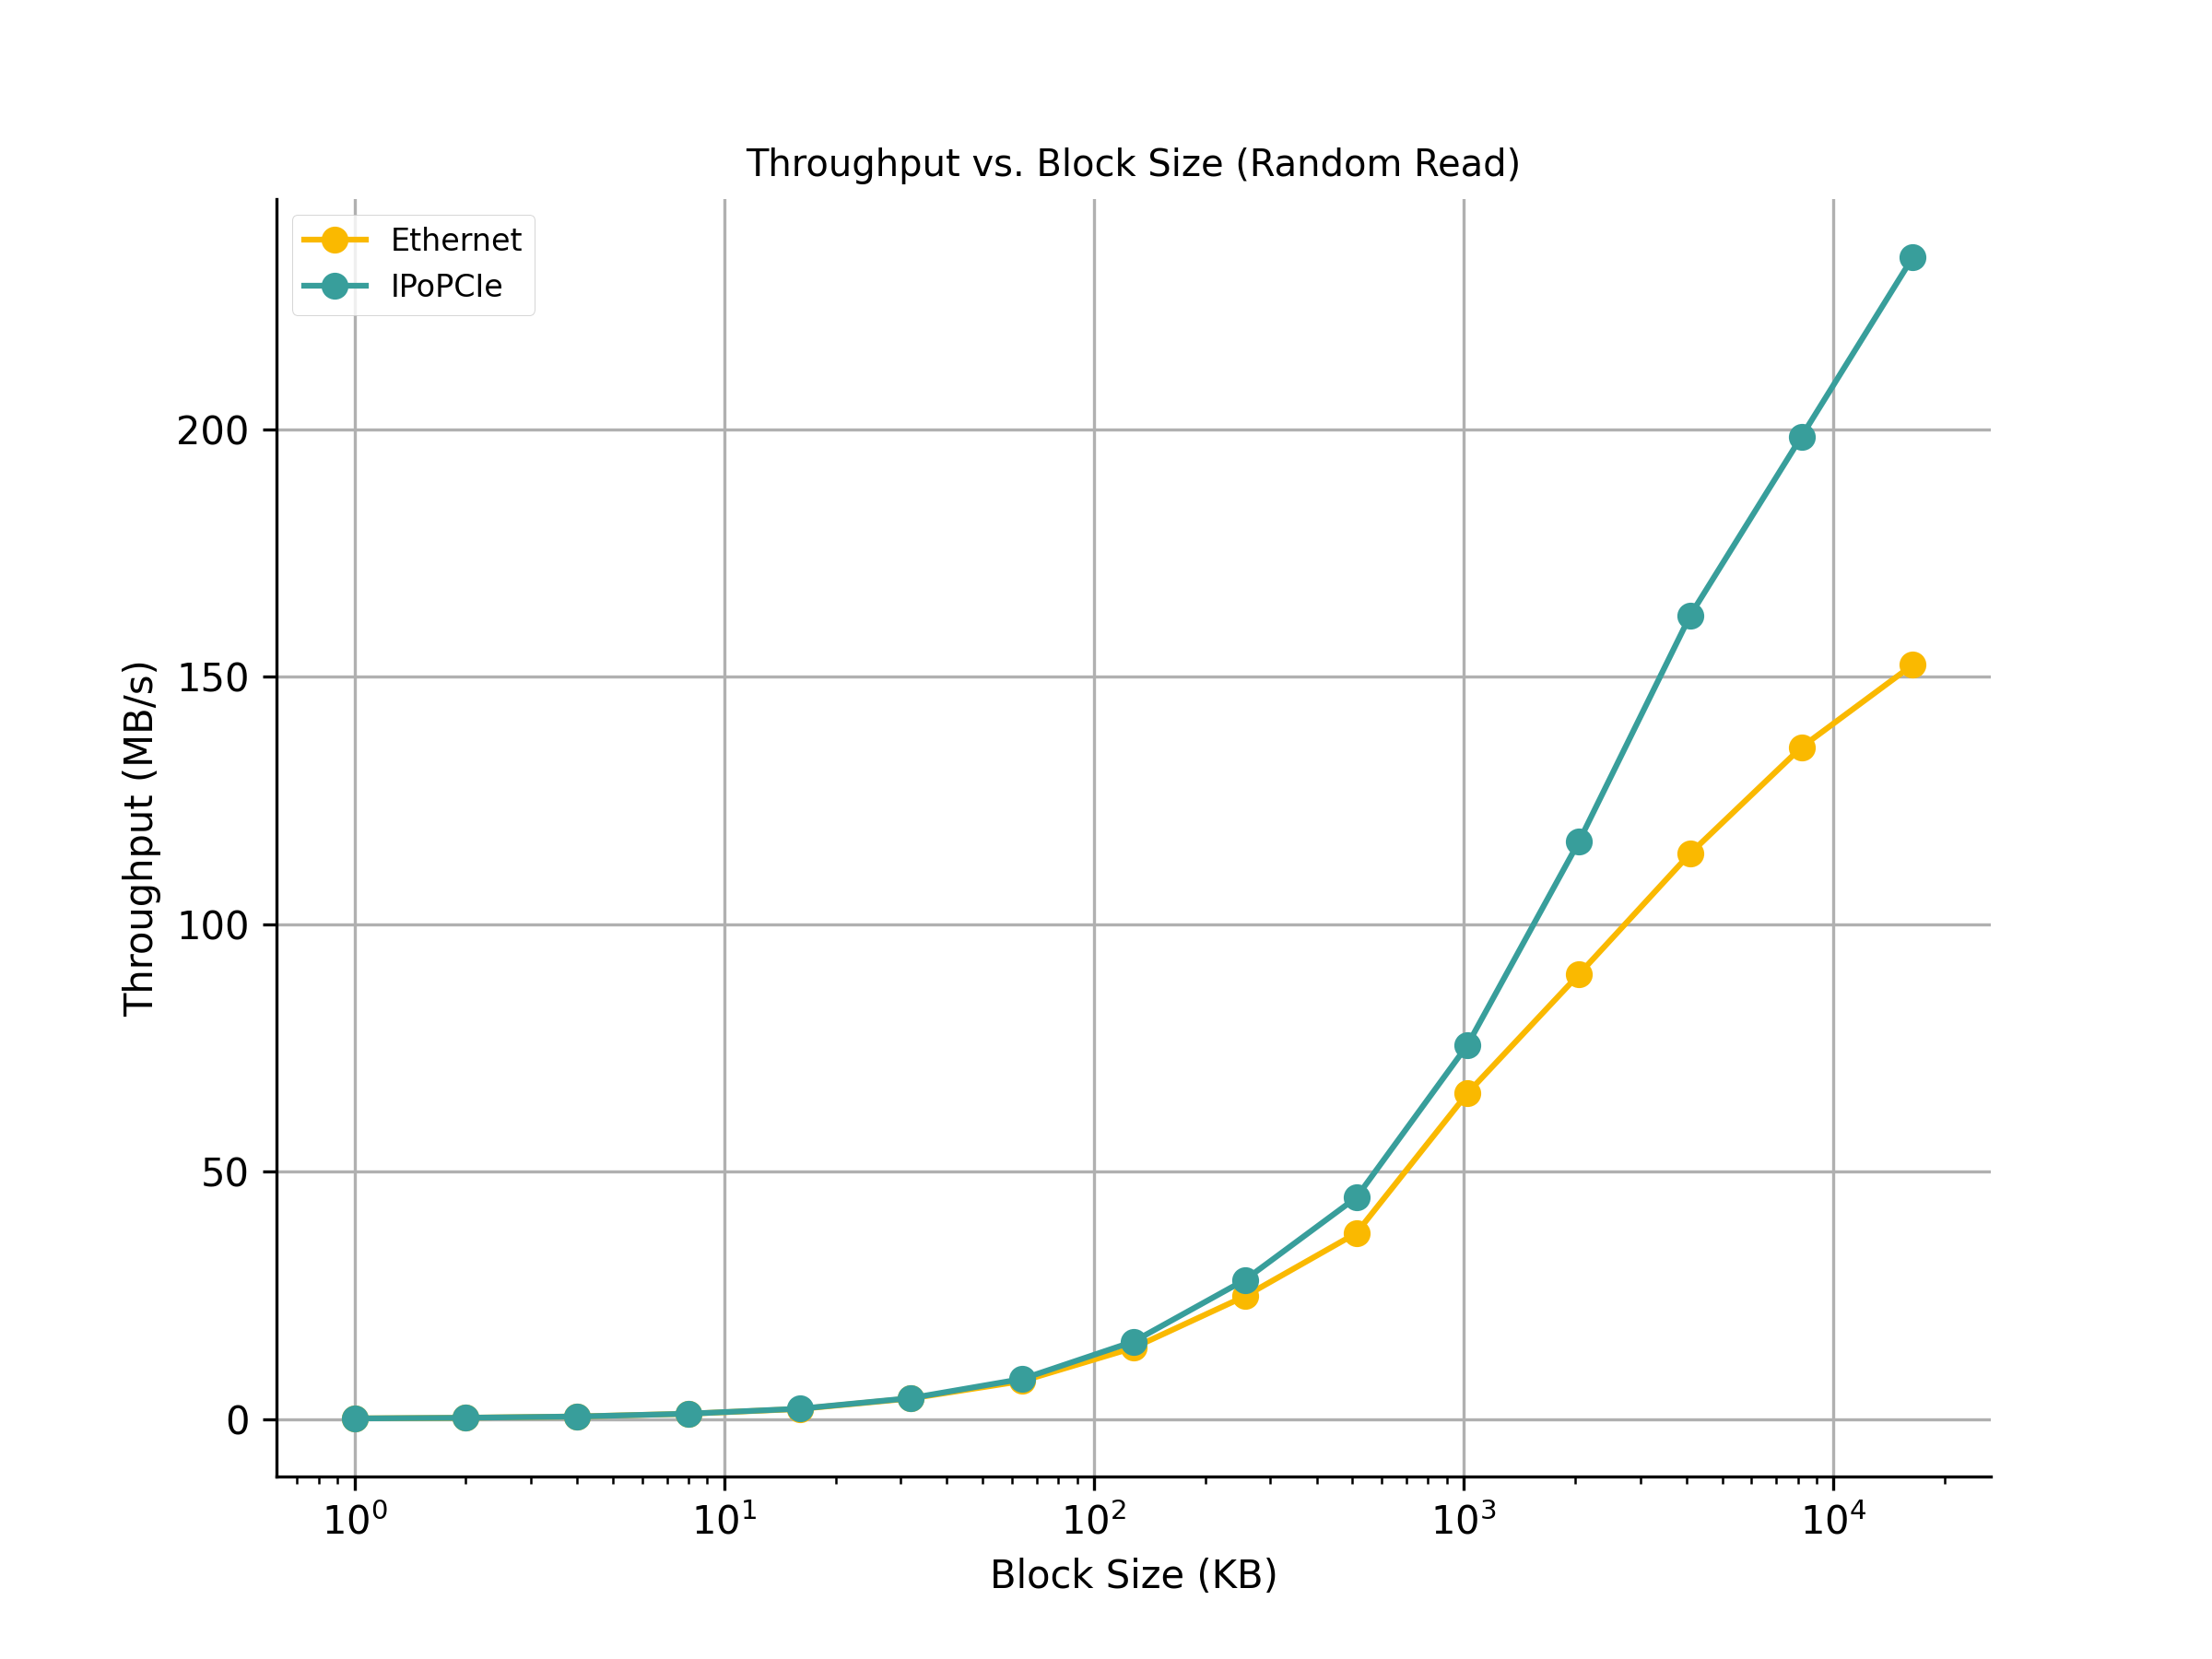 Throughput vs. Block Size (Random Read)
Ethernet
IPoPCIe
Throughput (MB/s)
200
150
100
50
0
10⁰ 10¹ 10² 10³ 10⁴
Block Size (KB)